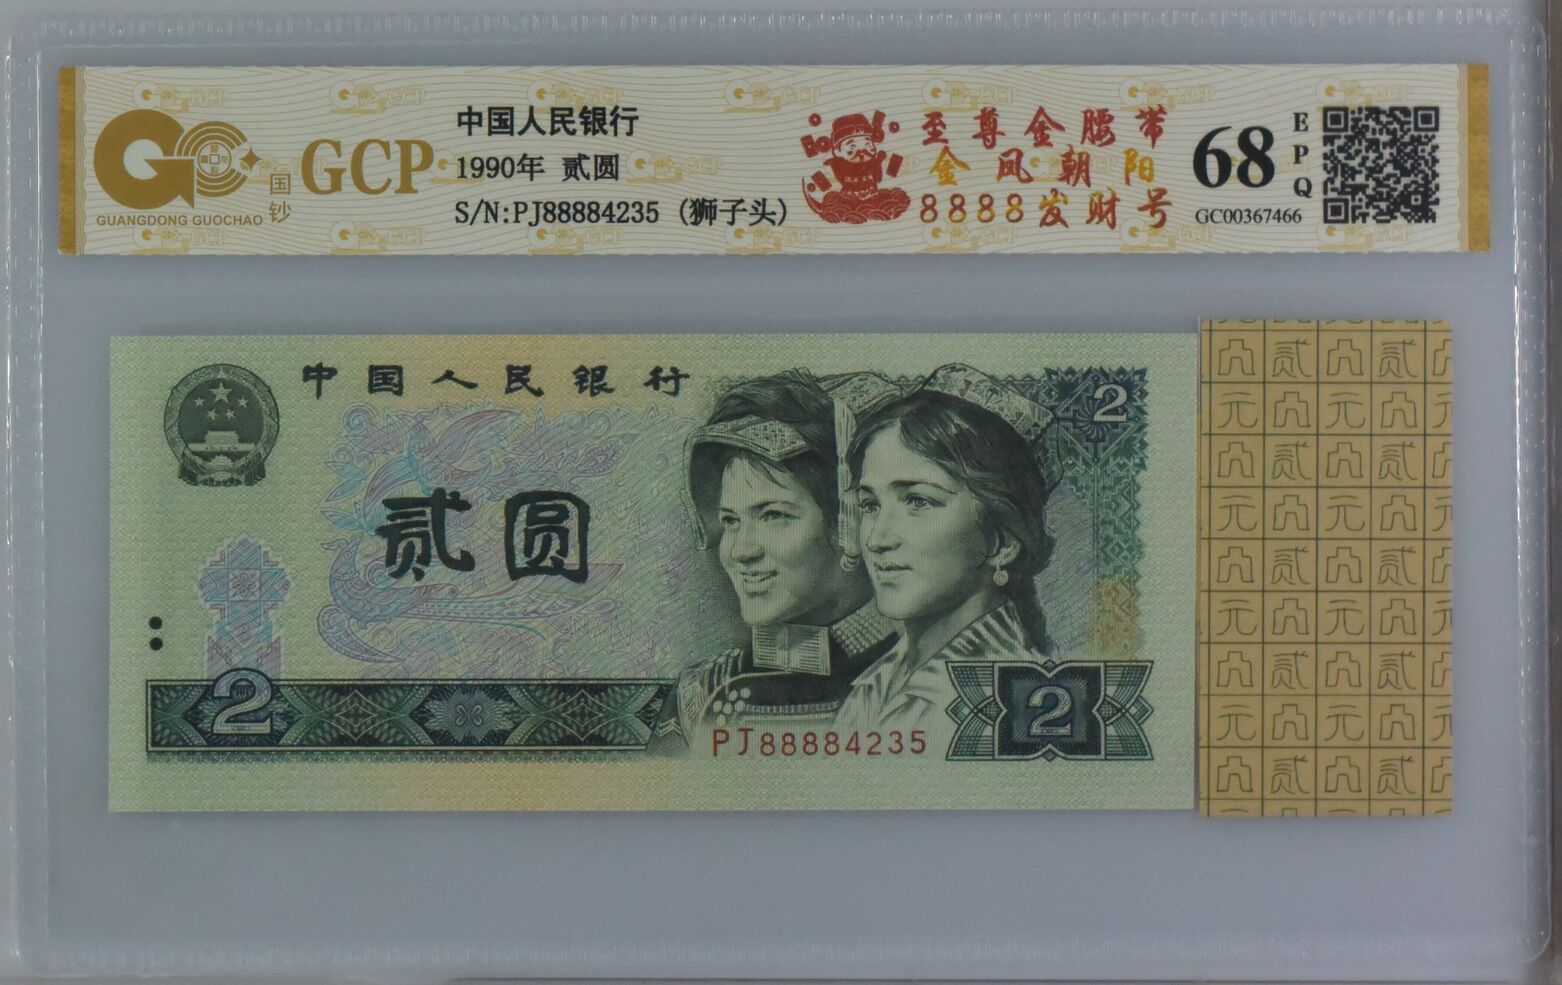 GUANGDONG GUOCHAO
国钞
GCP
中国人民银行
1990年 贰圆
S/N:PJ88884235 (狮子头)
至尊金腰带
金凤朝阳
8888发财号
68
EPQ
GC00367466
中国人民银行
2
贰圆
2
PJ88884235
2